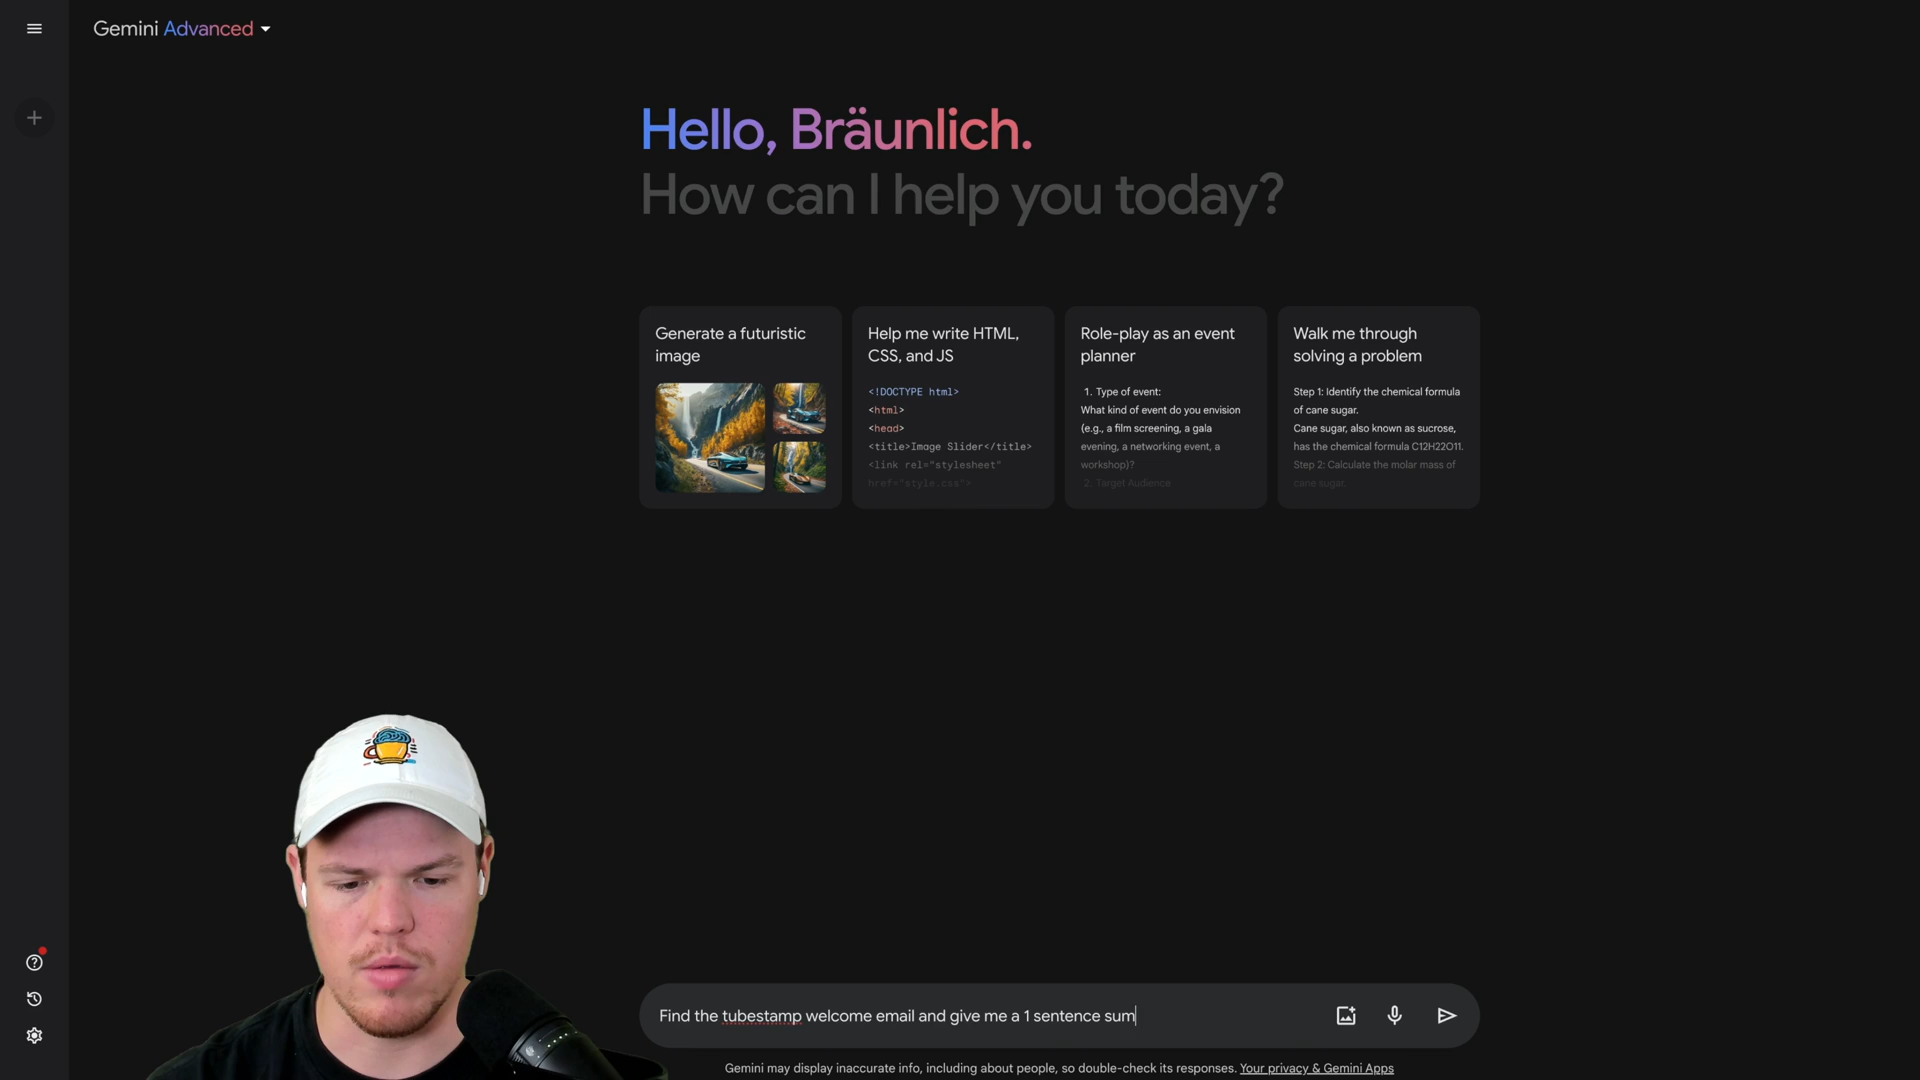 Gemini Advanced
Hello, Bräunlich.
How can I help you today?
Generate a futuristic
image
Help me write HTML,
CSS, and JS
<!DOCTYPE html>
<html>
<head>
<title>Image Slider</title>
<link rel="stylesheet"
href="style.css">
Role-play as an event
planner
1. Type of event:
What kind of event do you envision
(e.g., a film screening, a gala
evening, a networking event, a
workshop)?
2. Target Audience
Walk me through
solving a problem
Step 1: Identify the chemical formula
of cane sugar.
Cane sugar, also known as sucrose,
has the chemical formula C12H22O11.
Step 2: Calculate the molar mass of
cane sugar.
Find the tubestamp welcome email and give me a 1 sentence sum
Gemini may display inaccurate info, including about people, so double-check its responses. Your privacy & Gemini Apps